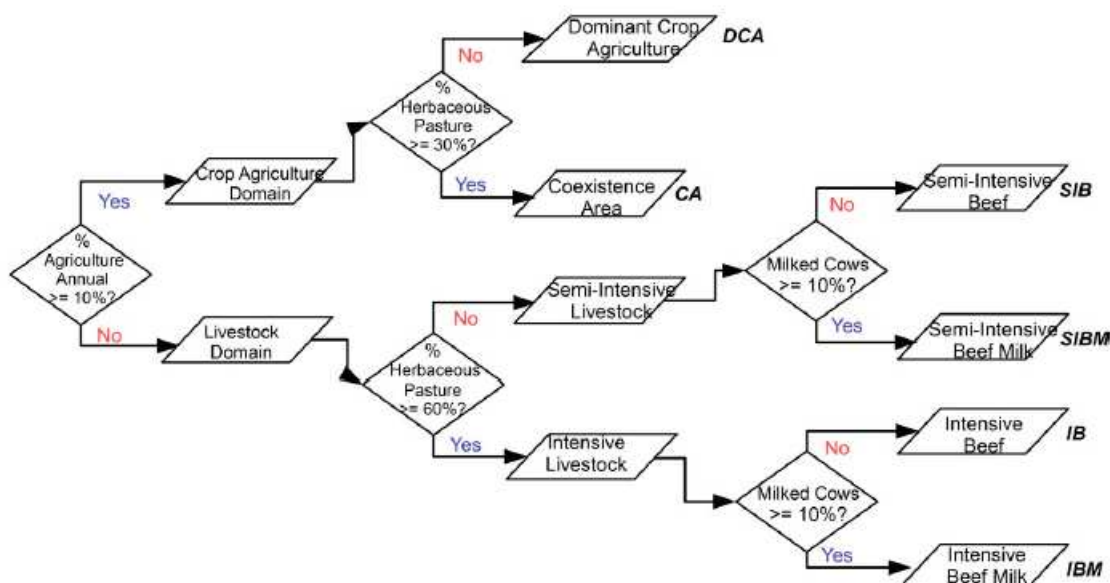 Dominant Crop
Agriculture
DCA
No
%
Herbaceous
Pasture
>= 30%?
Yes
Crop Agriculture
Domain
Yes
Coexistence
Area
CA
%
Agriculture
Annual
>= 10%?
No
Livestock
Domain
No
Semi-Intensive
Livestock
%
Herbaceous
Pasture
>= 60%?
Yes
Intensive
Livestock
No
Semi-Intensive
Beef
SIB
Milked Cows
>= 10%?
Yes
Semi-Intensive
Beef Milk
SIBM
No
Intensive
Beef
IB
Milked Cows
>= 10%?
Yes
Intensive
Beef Milk
IBM